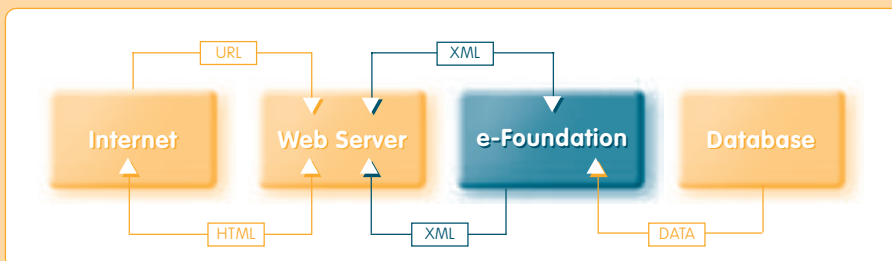 URL
XML
Internet
Web Server
e-Foundation
Database
HTML
XML
DATA